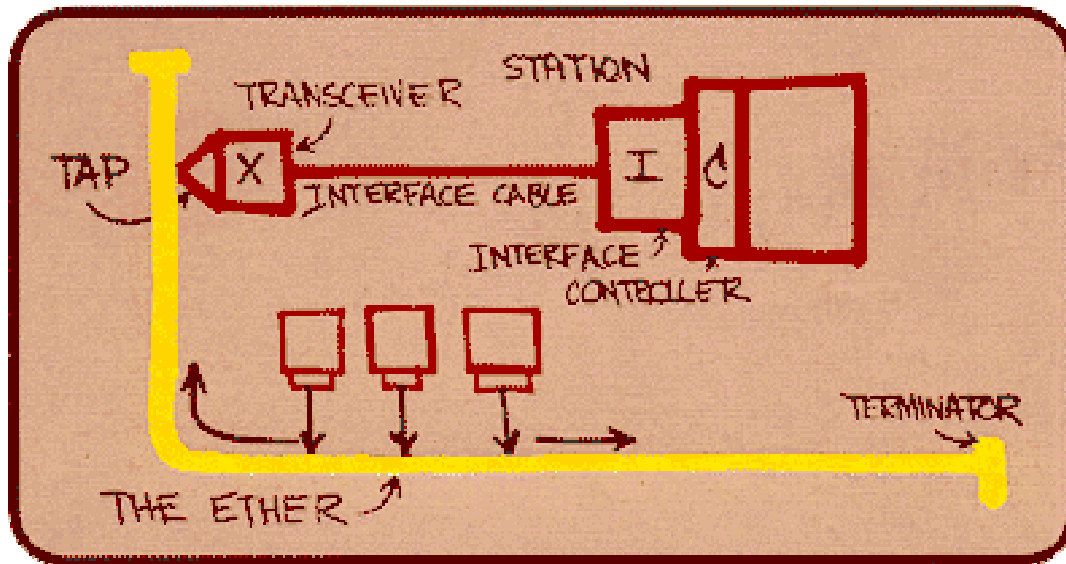 STATION
TRANSCEIVER
TAP
X
I
C
INTERFACE CABLE
INTERFACE
CONTROLLER
TERMINATOR
THE ETHER